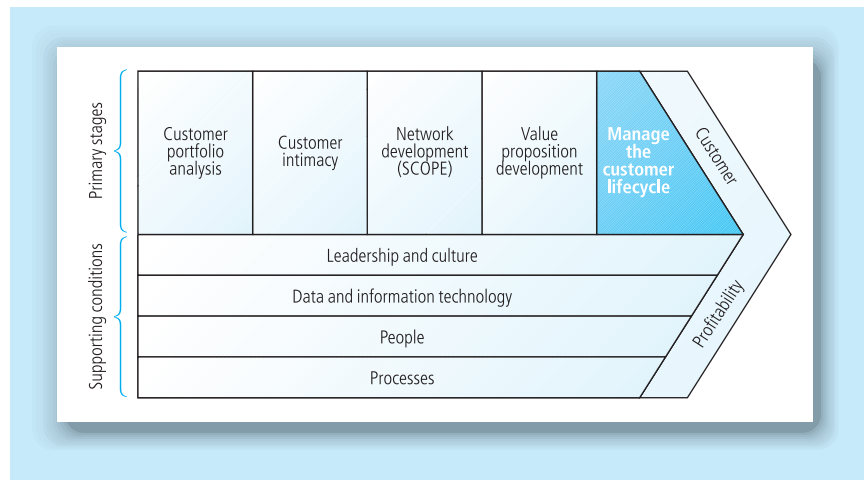 Primary stages
Customer
portfolio
analysis
Customer
intimacy
Network
development
(SCOPE)
Value
proposition
development
Manage
the
customer
lifecycle
Customer
Supporting conditions
Leadership and culture
Data and information technology
People
Processes
Profitability